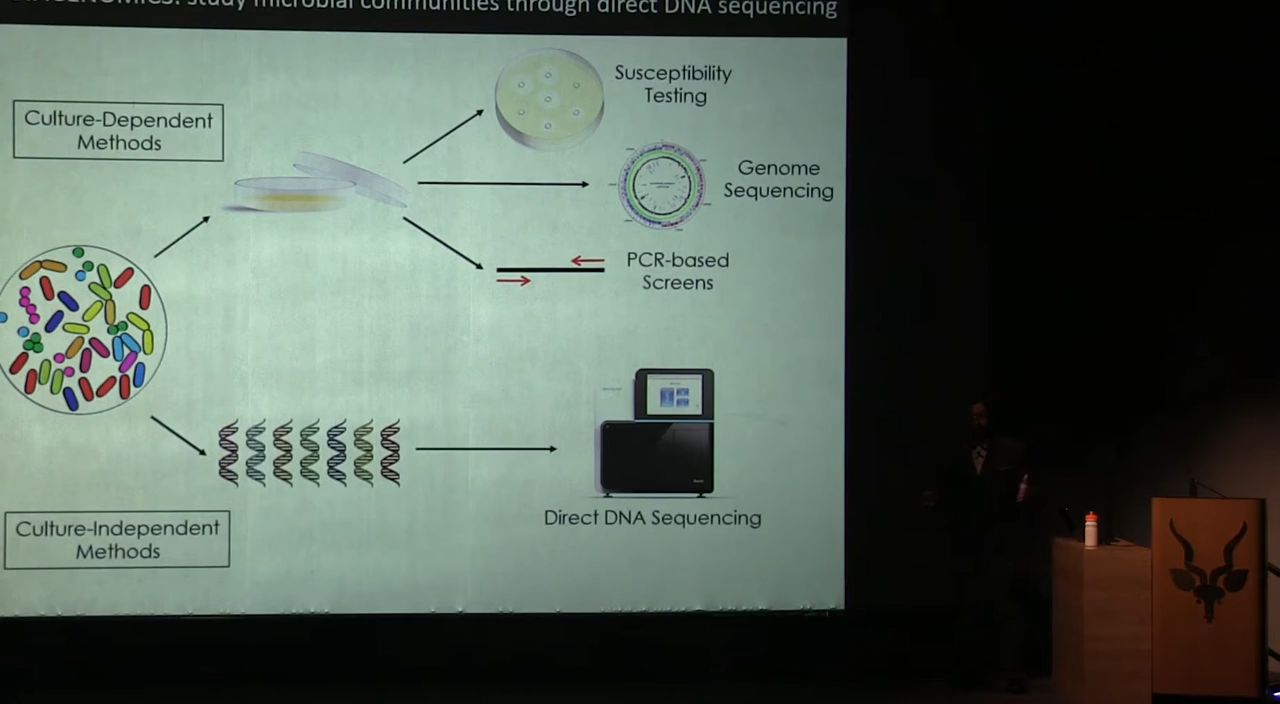 study microbial communities through direct DNA sequencing
Culture-Dependent
Methods
Susceptibility
Testing
Genome
Sequencing
PCR-based
Screens
Culture-Independent
Methods
Direct DNA Sequencing